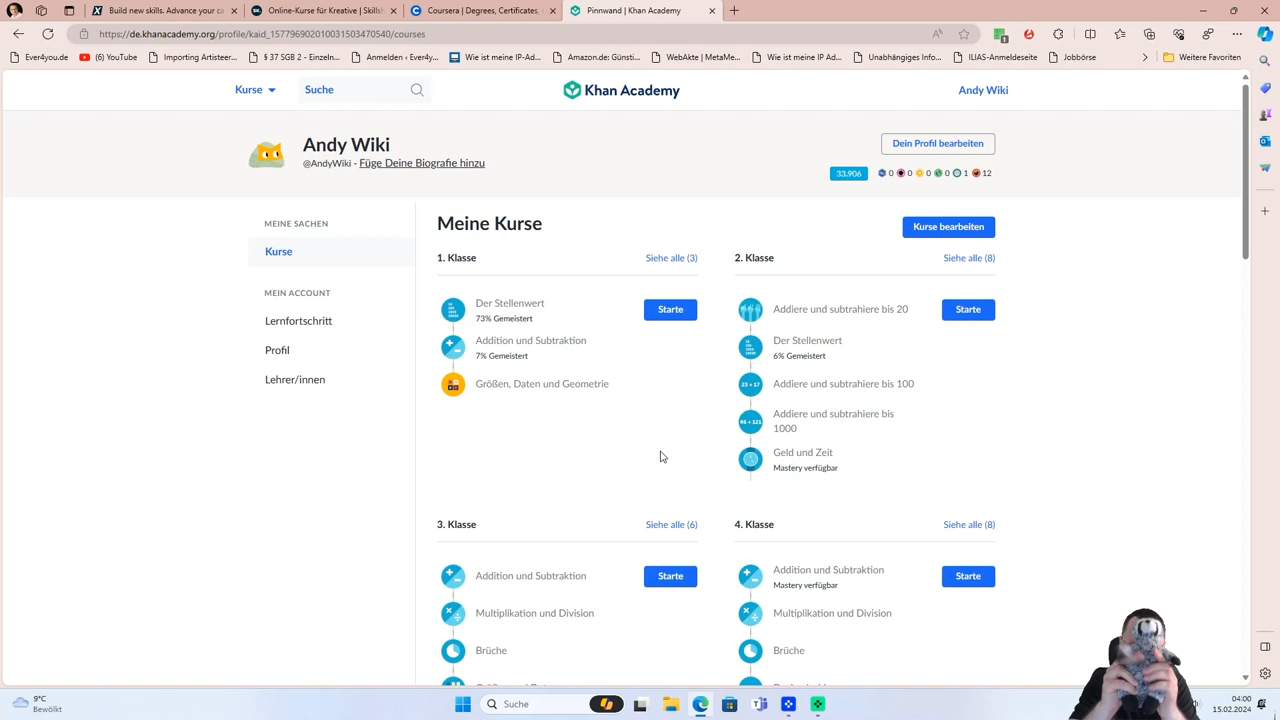 Build new skills. Advance your ca
Online-Kurse für Kreative | Skillsh
Coursera | Degrees, Certificates,
Pinnwand | Khan Academy
https://de.khanacademy.org/profile/kaid_1577969020100315034705​40/courses
Ever4you.de
(6) YouTube
Importing Artisteer...
§ 37 SGB 2 - Einzeln...
Anmelden ‹ Ever4y...
Wie ist meine IP-Ad...
Amazon.de: Günsti...
WebAkte | MetaMe...
Wie ist meine IP-Ad...
Unabhängiges Info...
ILIAS-Anmeldeseite
Jobbörse
Weitere Favoriten
Kurse
Suche
Khan Academy
Andy Wiki
Andy Wiki
@AndyWiki - Füge Deine Biografie hinzu
Dein Profil bearbeiten
33.906 0 0 0 0 1 12
MEINE SACHEN
Kurse
MEIN ACCOUNT
Lernfortschritt
Profil
Lehrer/innen
Meine Kurse
Kurse bearbeiten
1. Klasse
Siehe alle (3)
Der Stellenwert
73% Gemeistert
Starte
Addition und Subtraktion
7% Gemeistert
Größen, Daten und Geometrie
2. Klasse
Siehe alle (8)
Addiere und subtrahiere bis 20
Starte
Der Stellenwert
6% Gemeistert
23 + 17
Addiere und subtrahiere bis 100
Addiere und subtrahiere bis
1000
Geld und Zeit
Mastery verfügbar
3. Klasse
Siehe alle (6)
Addition und Subtraktion
Starte
Multiplikation und Division
Brüche
4. Klasse
Siehe alle (8)
Addition und Subtraktion
Mastery verfügbar
Starte
Multiplikation und Division
Brüche
9°C
Bewölkt
Suche
04:00
15.02.2024